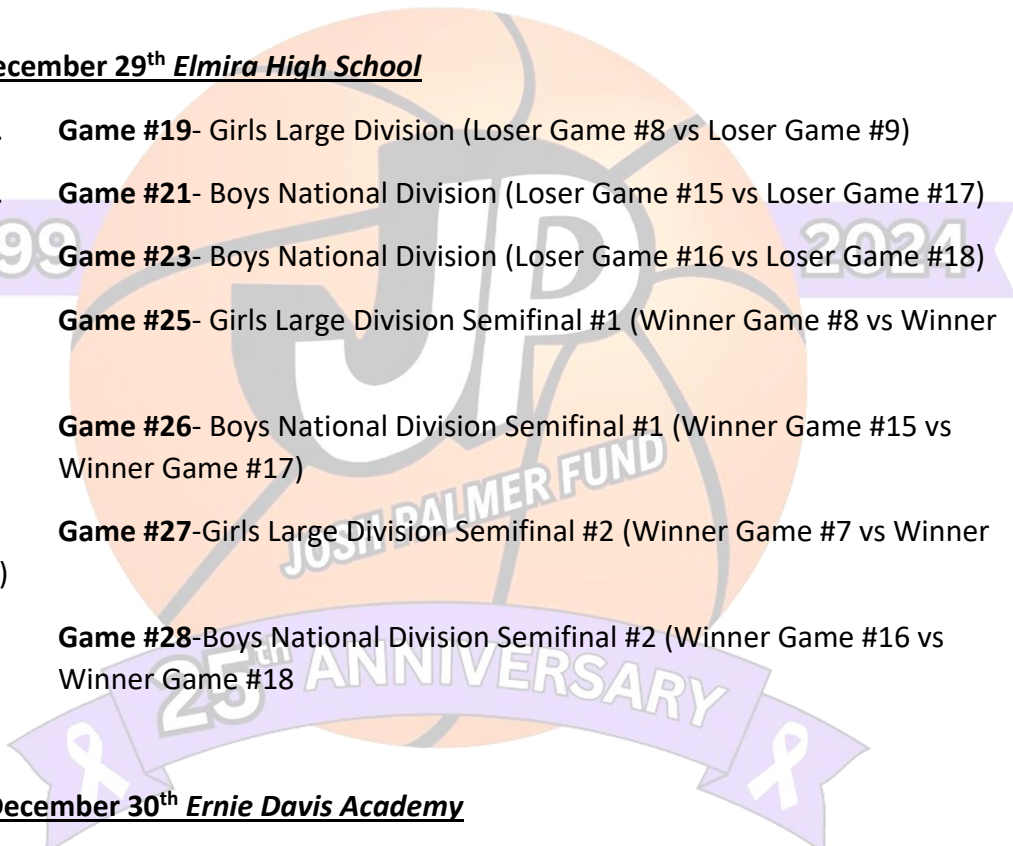 ecember 29th Elmira High School
. Game #19- Girls Large Division (Loser Game #8 vs Loser Game #9)
. Game #21- Boys National Division (Loser Game #15 vs Loser Game #17)
99
Game #23- Boys National Division (Loser Game #16 vs Loser Game #18)
2024
Game #25- Girls Large Division Semifinal #1 (Winner Game #8 vs Winner
Game #26- Boys National Division Semifinal #1 (Winner Game #15 vs
Winner Game #17)
JP
JOSH PALMER FUND
Game #27-Girls Large Division Semifinal #2 (Winner Game #7 vs Winner
)
Game #28-Boys National Division Semifinal #2 (Winner Game #16 vs
Winner Game #18
25th ANNIVERSARY
December 30th Ernie Davis Academy